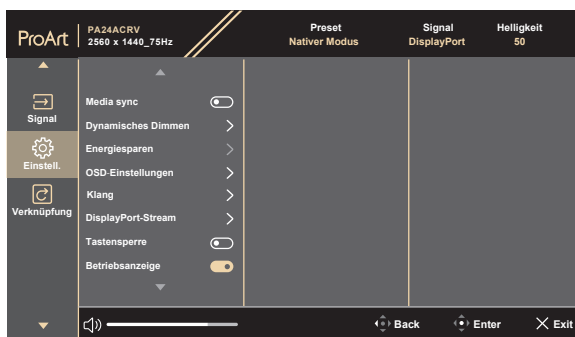 ProArt
PA24ACRV
2560 x 1440_75Hz
Preset
Nativer Modus
Signal
DisplayPort
Helligkeit
50
Signal
Einstell.
Verknüpfung
Media sync
Dynamisches Dimmen
Energiesparen
OSD-Einstellungen
Klang
DisplayPort-Stream
Tastensperre
Betriebsanzeige
Back
Enter
Exit